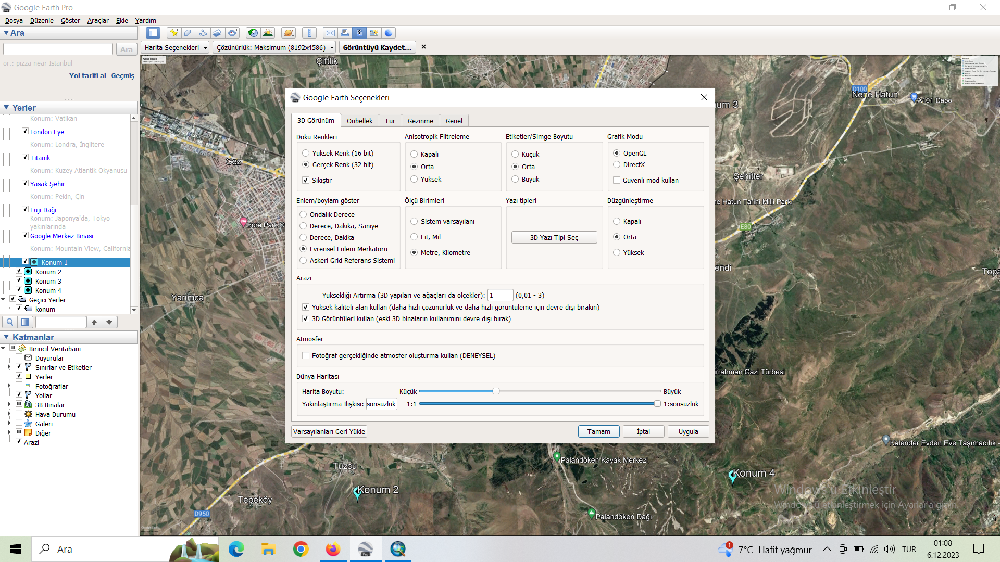 Google Earth Pro
Dosya Düzenle Göster Araçlar Ekle Yardım
Ara
Ara
ör.: pizza near İstanbul
Yol tarifi al Geçmiş
Yerler
Konum: Vatikan
London Eye
Konum: Londra, İngiltere
Titanik
Konum: Kuzey Atlantik Okyanusu
Yasak Şehir
Konum: Pekin, Çin
Fuji Dağı
Konum: Japonya'da, Tokyo
yakınlarında
Google Merkez Binası
Konum: Mountain View, California
Konum 1
Konum 2
Konum 3
Konum 4
Geçici Yerler
konum
Katmanlar
Birincil Veritabanı
Duyurular
Sınırlar ve Etiketler
Yerler
Fotoğraflar
Yollar
3B Binalar
Hava Durumu
Galeri
Diğer
Arazi
Harita Seçenekleri
Çözünürlük: Maksimum (8192x4586)
Görüntüyü Kaydet...
Adsız Harita
Çiftlik
Gez
Bora Park O
Yarımca
Tepeköy
Tüzcu
D950
Konum 2
Palandöken Kayak Merkezi
Palandöken Dağı
Konum 4
Kalender Evden Eve Taşımacılık -
rrahman Gazi Türbesi
endi
Topa
E80
ne Hatun Tarihi Milli Parkı
Şehitler
um 3
D100
Nene Hatun
A101 Depo
Google Earth Seçenekleri
3D Görünüm Önbellek Tur Gezinme Genel
Doku Renkleri
Yüksek Renk (16 bit)
Gerçek Renk (32 bit)
Sıkıştır
Anisotropik Filtreleme
Kapalı
Orta
Yüksek
Etiketler/Simge Boyutu
Küçük
Orta
Büyük
Grafik Modu
OpenGL
DirectX
Güvenli mod kullan
Enlem/boylam göster
Ondalık Derece
Derece, Dakika, Saniye
Derece, Dakika
Evrensel Enlem Merkatörü
Askeri Grid Referans Sistemi
Ölçü Birimleri
Sistem varsayılanı
Fit, Mil
Metre, Kilometre
Yazı tipleri
3D Yazı Tipi Seç
Düzgünleştirme
Kapalı
Orta
Yüksek
Arazi
Yüksekliği Artırma (3D yapıları ve ağaçları da ölçekler): 1 (0,01 - 3)
Yüksek kaliteli alan kullan (daha hızlı çözünürlük ve daha hızlı görüntüleme için devre dışı bırakın)
3D Görüntüleri kullan (eski 3D binaların kullanımını devre dışı bırak)
Atmosfer
Fotoğraf gerçekliğinde atmosfer oluşturma kullan (DENEYSEL)
Dünya Haritası
Harita Boyutu: Küçük Büyük
Yakınlaştırma İlişkisi: sonsuzluk 1:1 1:sonsuzluk
Varsayılanları Geri Yükle
Tamam İptal Uygula
Windows'u Etkinleştir
Windows'u etkinleştirmek için Ayarlar'a gidin.
Ara
Pro
1
7°C Hafif yağmur
TUR
01:08
6.12.2023